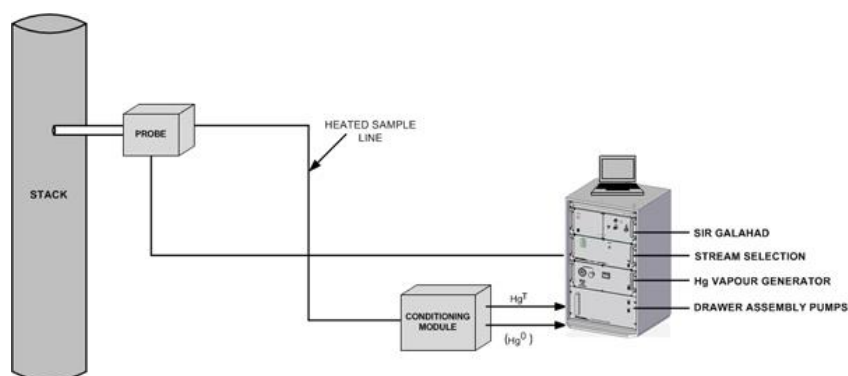 PROBE
HEATED SAMPLE
LINE
STACK
SIR GALAHAD
STREAM SELECTION
Hg VAPOUR GENERATOR
DRAWER ASSEMBLY PUMPS
CONDITIONING
MODULE
Hg^T
(Hg^O)